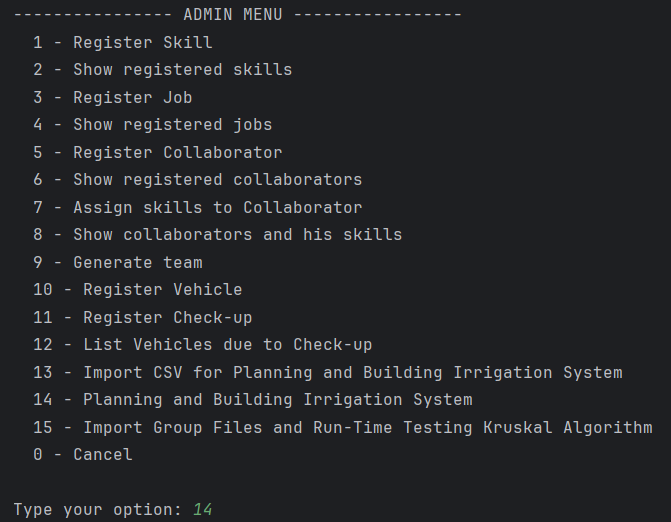 ---------------- ADMIN MENU -----------------
1 - Register Skill
2 - Show registered skills
3 - Register Job
4 - Show registered jobs
5 - Register Collaborator
6 - Show registered collaborators
7 - Assign skills to Collaborator
8 - Show collaborators and his skills
9 - Generate team
10 - Register Vehicle
11 - Register Check-up
12 - List Vehicles due to Check-up
13 - Import CSV for Planning and Building Irrigation System
14 - Planning and Building Irrigation System
15 - Import Group Files and Run-Time Testing Kruskal Algorithm
0 - Cancel
Type your option: 14